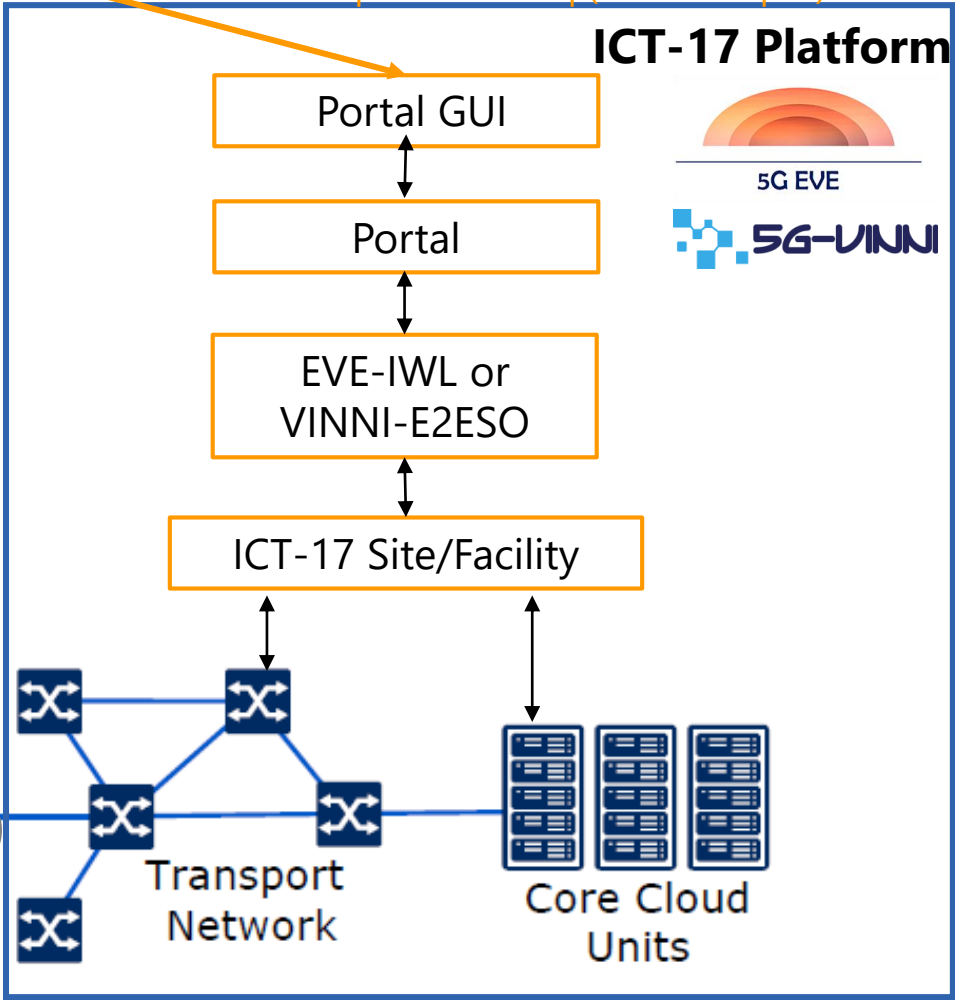 ICT-17 Platform
Portal GUI
5G EVE
Portal
5G-VINNI
EVE-IWL or
VINNI-E2ESO
ICT-17 Site/Facility
Transport
Network
Core Cloud
Units